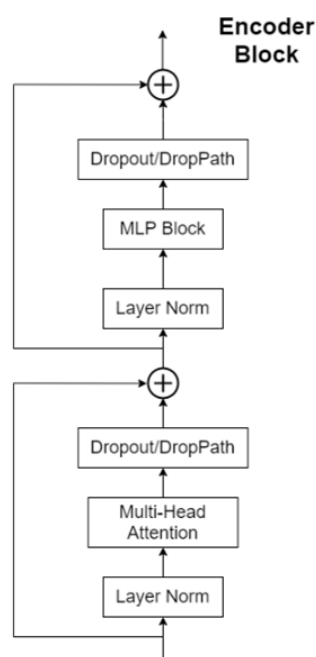 Encoder
Block
Dropout/DropPath
MLP Block
Layer Norm
Dropout/DropPath
Multi-Head
Attention
Layer Norm